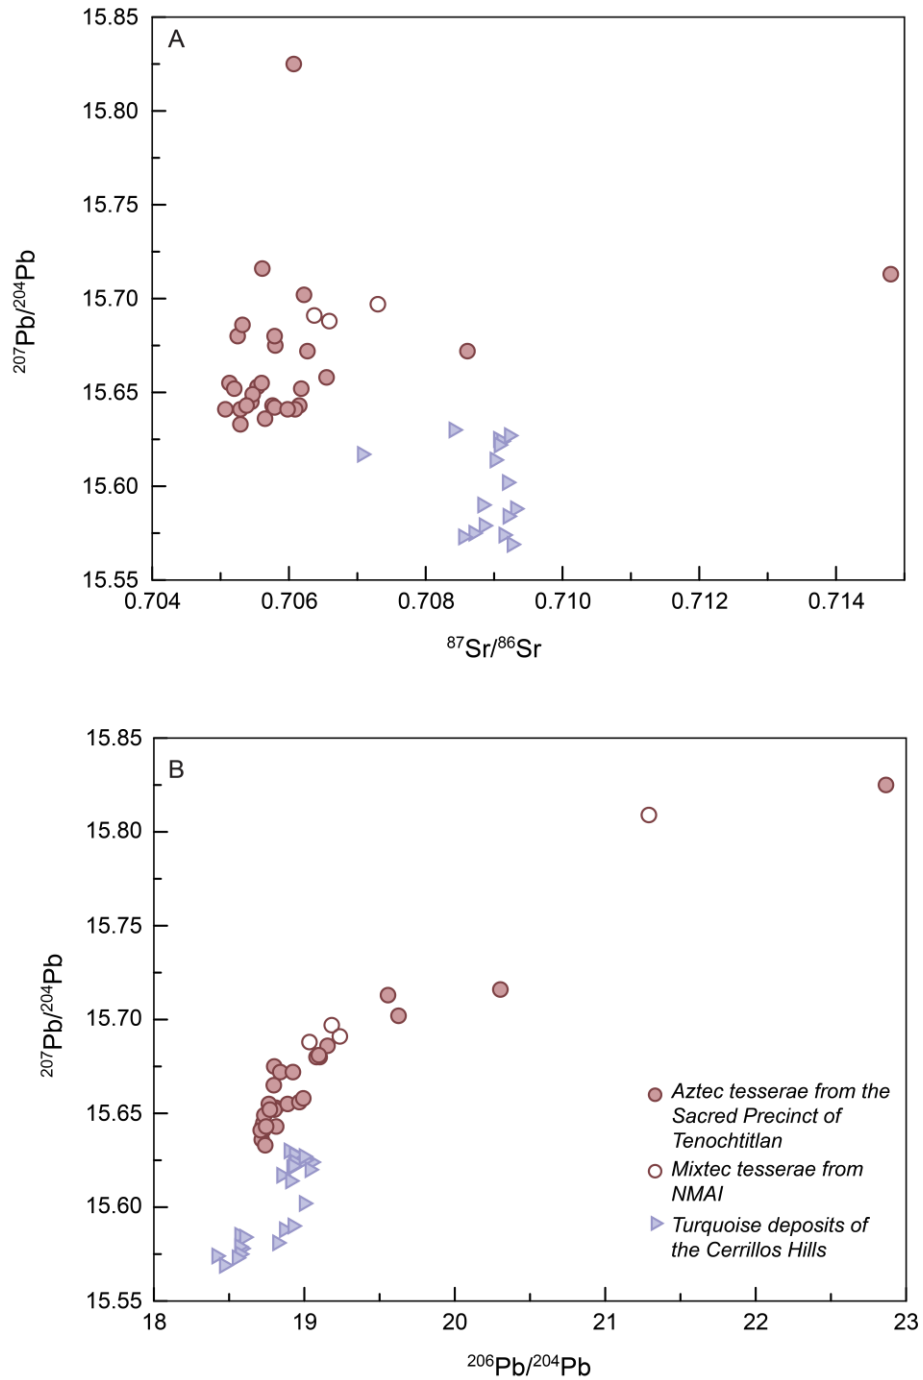 A
15.85
15.80
15.75
15.70
15.65
15.60
15.55
207Pb/204Pb
0.704 0.706 0.708 0.710 0.712 0.714
87Sr/86Sr
B
15.85
15.80
15.75
15.70
15.65
15.60
15.55
207Pb/204Pb
Aztec tesserae from the
Sacred Precinct of
Tenochtitlan
Mixtec tesserae from
NMAI
Turquoise deposits of
the Cerrillos Hills
18 19 20 21 22 23
206Pb/204Pb